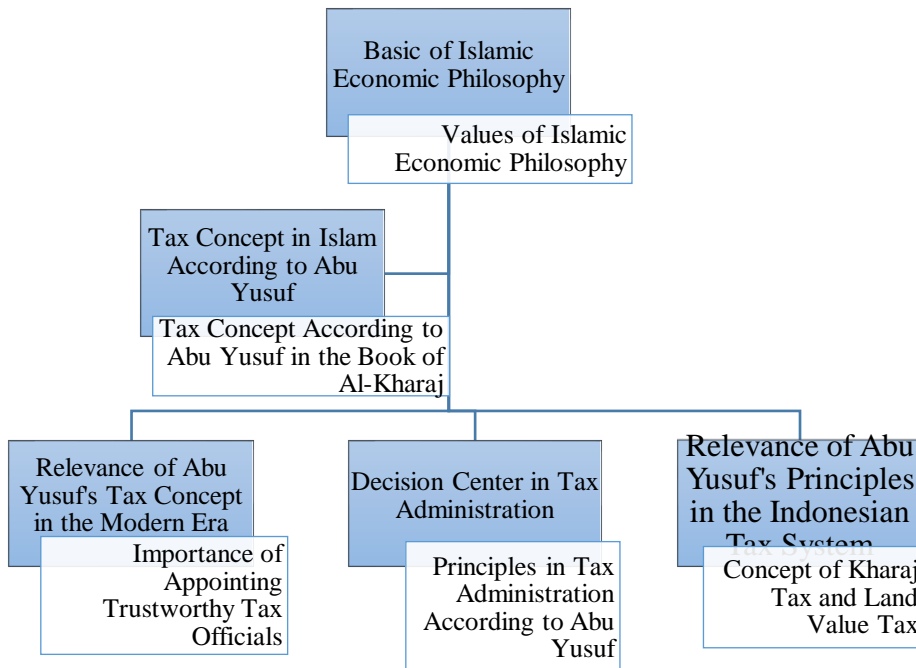 Basic of Islamic
Economic Philosophy
Values of Islamic
Economic Philosophy
Tax Concept in Islam
According to Abu
Yusuf
Tax Concept According to
Abu Yusuf in the Book of
Al-Kharaj
Relevance of Abu
Yusuf's Tax Concept
in the Modern Era
Importance of
Appointing
Trustworthy Tax
Officials
Decision Center in Tax
Administration
Principles in Tax
Administration
According to Abu
Yusuf
Relevance of Abu
Yusuf's Principles
in the Indonesian
Tax System
Concept of Kharaj
Tax and Land
Value Tax